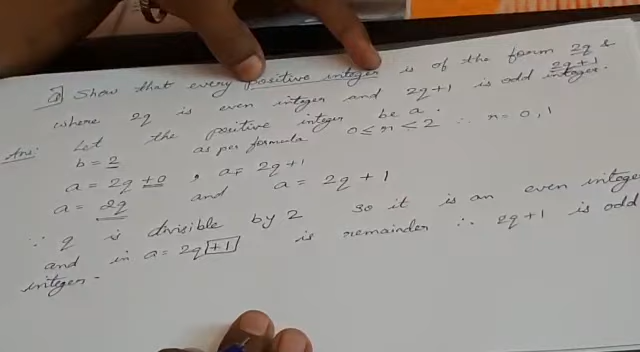 Q) Show that every positive integer is of the form 2q &
2q+1
where 2q is even integer and 2q+1 is odd integer.
Ans: Let the positive integer be a.
b = 2 as per formula 0 ≤ r < 2 ∴ r = 0, 1
a = 2q + 0 , a = 2q + 1
a = 2q and a = 2q + 1
∵ q is divisible by 2 so it is an even integer
and in a = 2q +1 is remainder ∴ 2q+1 is odd
integer.